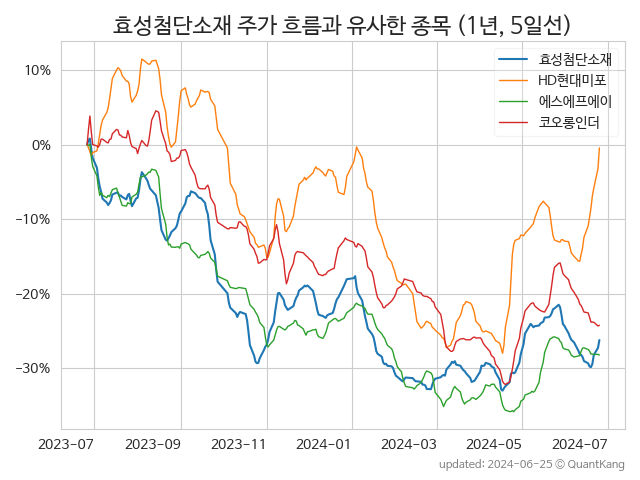 효성첨단소재 주가 흐름과 유사한 종목 (1년, 5일선)
효성첨단소재
HD현대미포
에스에프에이
코오롱인더
10%
0%
−10%
−20%
−30%
2023-07 2023-09 2023-11 2024-01 2024-03 2024-05 2024-07
updated: 2024-06-25 © QuantKang